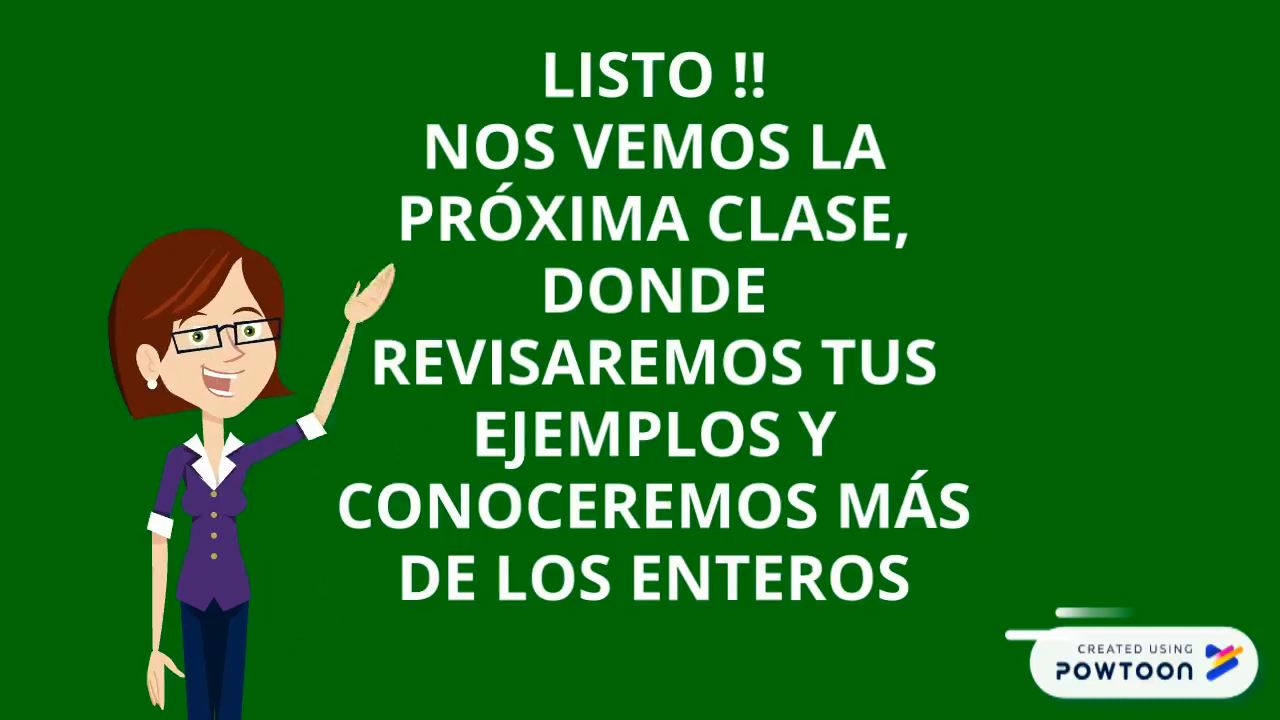 LISTO !!
NOS VEMOS LA
PRÓXIMA CLASE,
DONDE
REVISAREMOS TUS
EJEMPLOS Y
CONOCEREMOS MÁS
DE LOS ENTEROS
CREATED USING
POWTOON